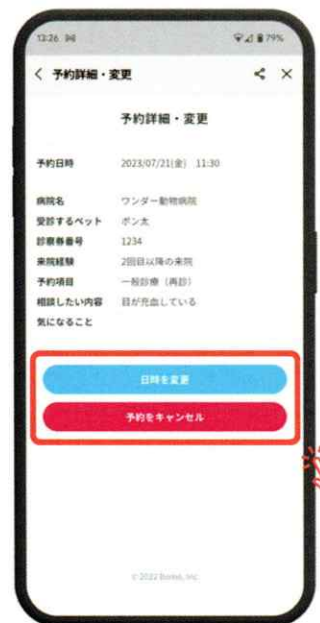 13:26
79%
予約詳細・変更
予約詳細・変更
予約日時 2023/07/21(金) 11:30
病院名 ワンダー動物病院
受診するペット ポン太
診察券番号 1234
来院経験 2回目以降の来院
予約項目 一般診療（再診）
相談したい内容 目が充血している
気になること
日時を変更
予約をキャンセル
© 2022 Inc.